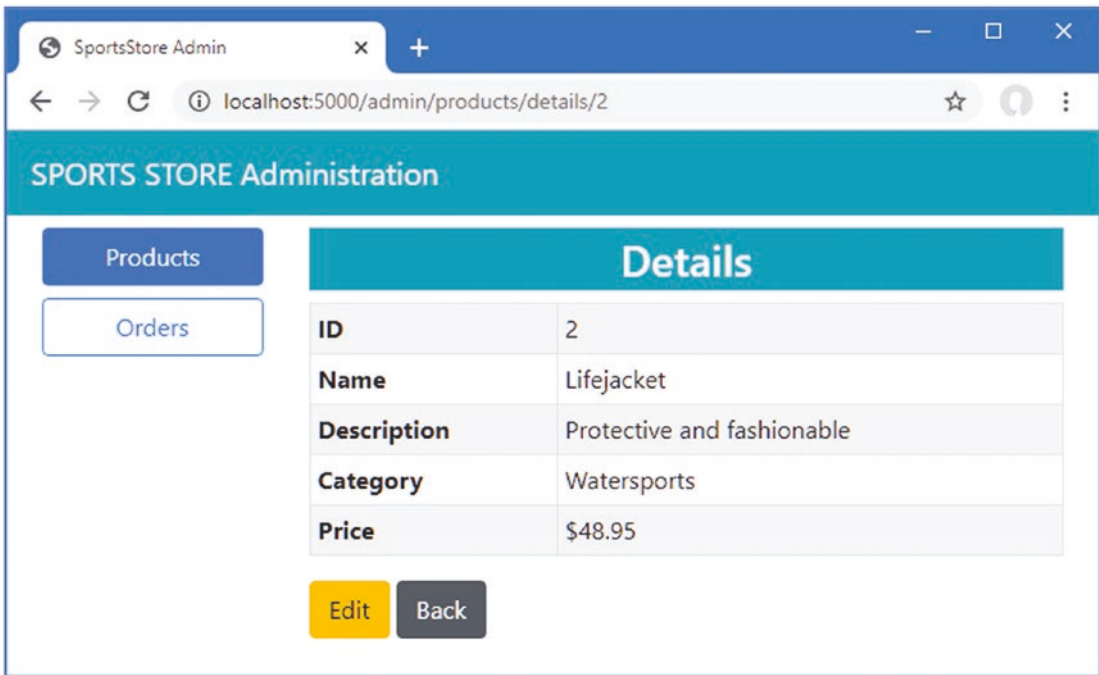 SportsStore Admin
localhost:5000/admin/products/details/2
SPORTS STORE Administration
Products
Orders
Details
ID 2
Name Lifejacket
Description Protective and fashionable
Category Watersports
Price $48.95
Edit Back